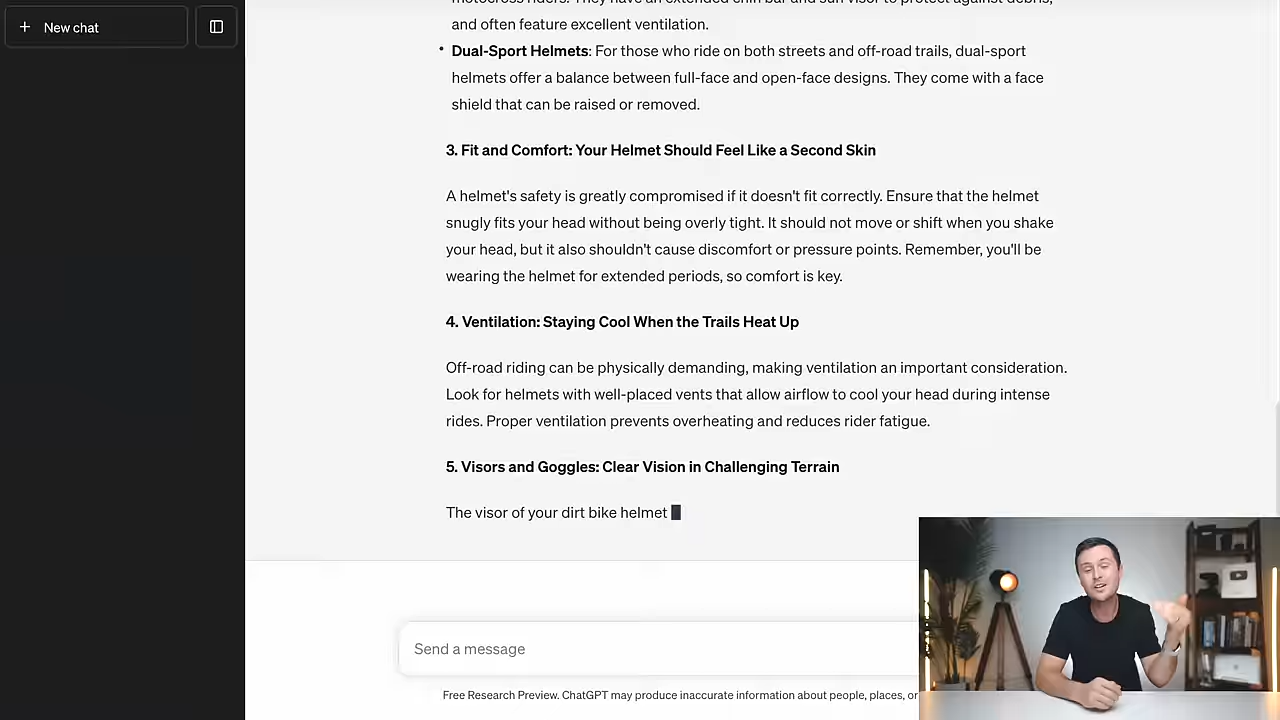 New chat
motocross riders. They have an extended chin bar and sun visor to protect against debris,
and often feature excellent ventilation.
• Dual-Sport Helmets: For those who ride on both streets and off-road trails, dual-sport
helmets offer a balance between full-face and open-face designs. They come with a face
shield that can be raised or removed.
3. Fit and Comfort: Your Helmet Should Feel Like a Second Skin
A helmet's safety is greatly compromised if it doesn't fit correctly. Ensure that the helmet
snugly fits your head without being overly tight. It should not move or shift when you shake
your head, but it also shouldn't cause discomfort or pressure points. Remember, you'll be
wearing the helmet for extended periods, so comfort is key.
4. Ventilation: Staying Cool When the Trails Heat Up
Off-road riding can be physically demanding, making ventilation an important consideration.
Look for helmets with well-placed vents that allow airflow to cool your head during intense
rides. Proper ventilation prevents overheating and reduces rider fatigue.
5. Visors and Goggles: Clear Vision in Challenging Terrain
The visor of your dirt bike helmet
Send a message
Free Research Preview. ChatGPT may produce inaccurate information about people, places, or